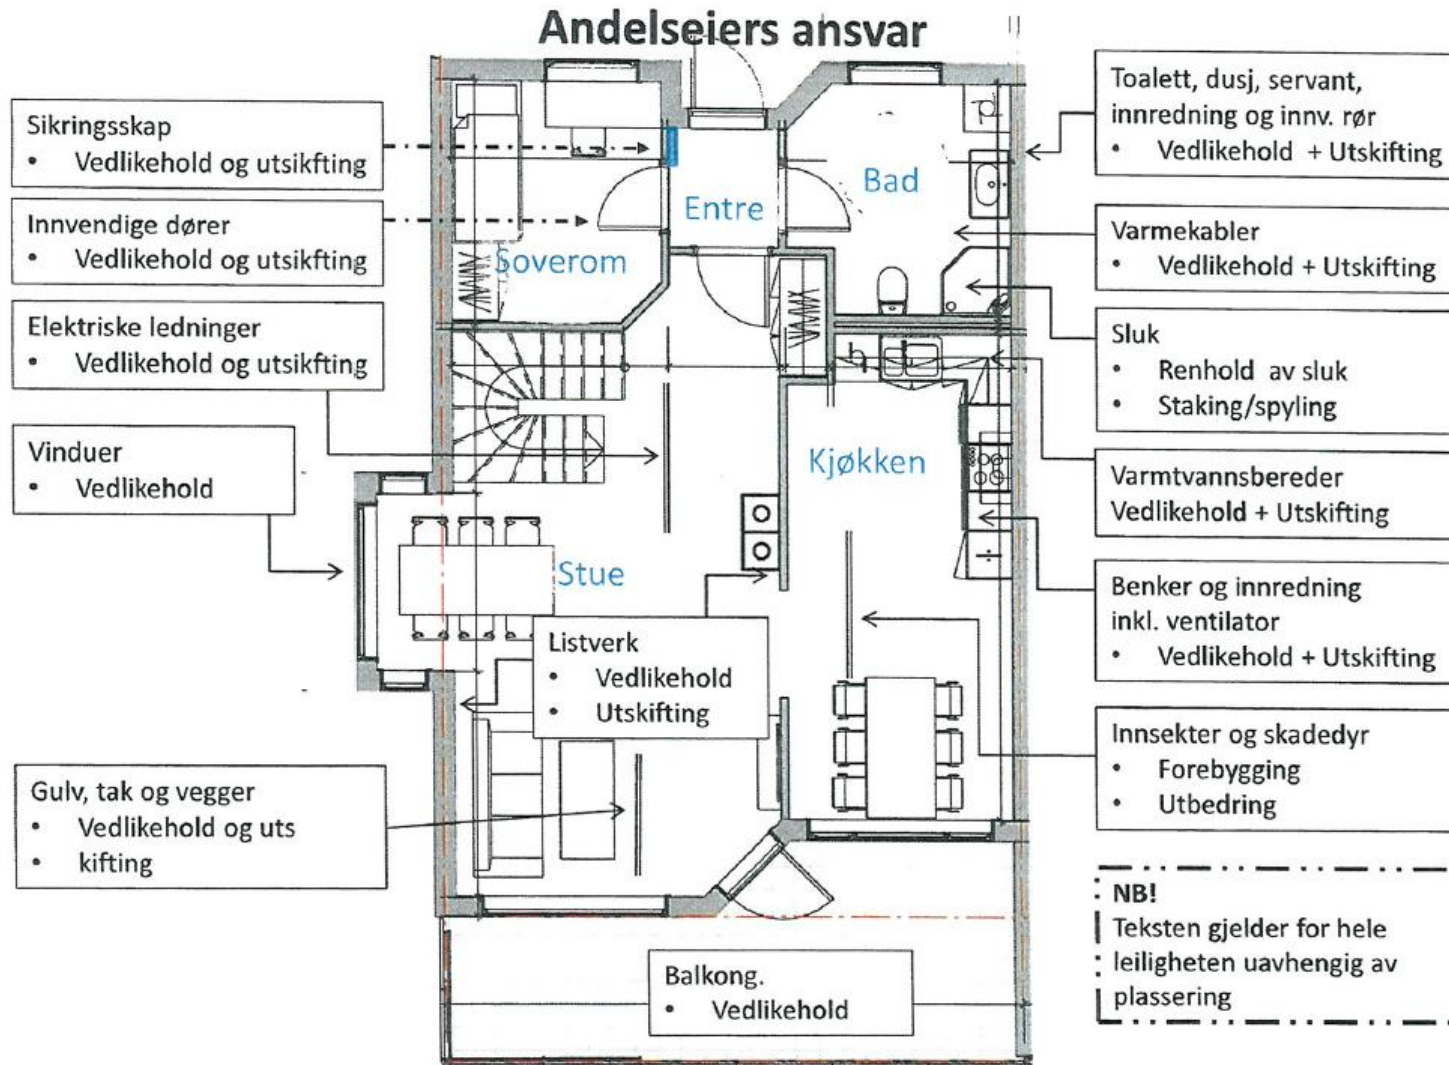 Andelseiers ansvar
Sikringsskap
• Vedlikehold og utsikfting
Innvendige dører
• Vedlikehold og utsikfting
Elektriske ledninger
• Vedlikehold og utsikfting
Vinduer
• Vedlikehold
Gulv, tak og vegger
• Vedlikehold og uts
• kifting
Soverom
Entre
Bad
Kjøkken
Stue
Listverk
• Vedlikehold
• Utskifting
Balkong.
• Vedlikehold
Toalett, dusj, servant,
innredning og innv. rør
• Vedlikehold + Utskifting
Varmekabler
• Vedlikehold + Utskifting
Sluk
• Renhold av sluk
• Staking/spyling
Varmtvannsbereder
Vedlikehold + Utskifting
Benker og innredning
inkl. ventilator
• Vedlikehold + Utskifting
Innsekter og skadedyr
• Forebygging
• Utbedring
NB!
Teksten gjelder for hele
leiligheten uavhengig av
plassering